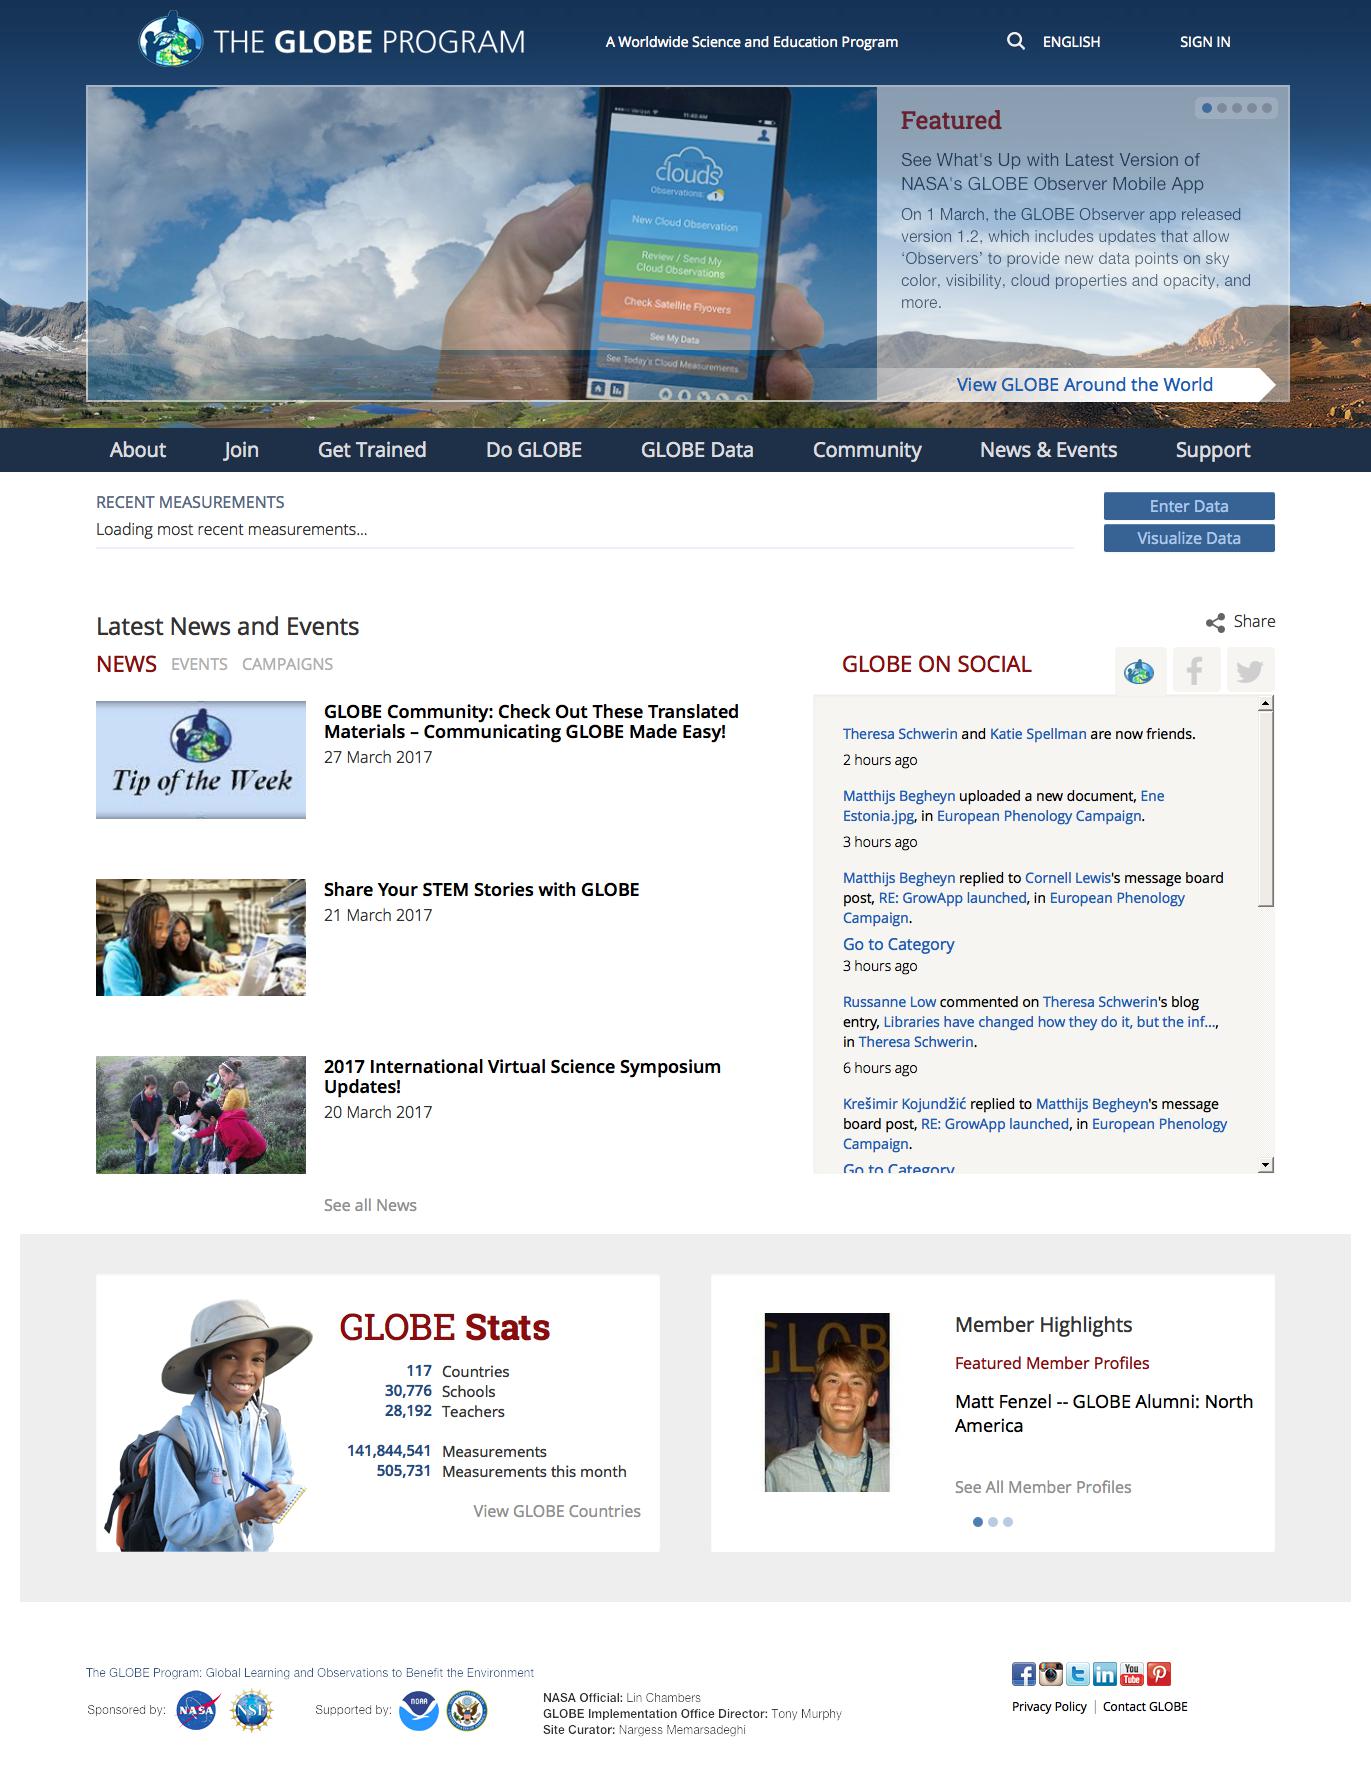 THE GLOBE PROGRAM
A Worldwide Science and Education Program
ENGLISH
SIGN IN
11:40 AM
clouds
Observations:
New Cloud Observation
Review / Send My
Cloud Observations
Check Satellite Flyovers
See My Data
See Today's Cloud Measurements
Featured
See What's Up with Latest Version of
NASA's GLOBE Observer Mobile App
On 1 March, the GLOBE Observer app released
version 1.2, which includes updates that allow
‘Observers’ to provide new data points on sky
color, visibility, cloud properties and opacity, and
more.
View GLOBE Around the World
About Join Get Trained Do GLOBE GLOBE Data Community News & Events Support
RECENT MEASUREMENTS
Loading most recent measurements...
Enter Data
Visualize Data
Latest News and Events
Share
NEWS EVENTS CAMPAIGNS
Tip of the Week
GLOBE Community: Check Out These Translated
Materials – Communicating GLOBE Made Easy!
27 March 2017
Share Your STEM Stories with GLOBE
21 March 2017
2017 International Virtual Science Symposium
Updates!
20 March 2017
See all News
GLOBE ON SOCIAL
Theresa Schwerin and Katie Spellman are now friends.
2 hours ago
Matthijs Begheyn uploaded a new document, Ene
Estonia.jpg, in European Phenology Campaign.
3 hours ago
Matthijs Begheyn replied to Cornell Lewis's message board
post, RE: GrowApp launched, in European Phenology
Campaign.
Go to Category
3 hours ago
Russanne Low commented on Theresa Schwerin's blog
entry, Libraries have changed how they do it, but the inf...,
in Theresa Schwerin.
6 hours ago
Krešimir Kojundžić replied to Matthijs Begheyn's message
board post, RE: GrowApp launched, in European Phenology
Campaign.
Go to Category
GLOBE Stats
117 Countries
30,776 Schools
28,192 Teachers
141,844,541 Measurements
505,731 Measurements this month
View GLOBE Countries
GLOB
Member Highlights
Featured Member Profiles
Matt Fenzel -- GLOBE Alumni: North
America
See All Member Profiles
The GLOBE Program: Global Learning and Observations to Benefit the Environment
Sponsored by: NASA NSF
Supported by: NOAA
NASA Official: Lin Chambers
GLOBE Implementation Office Director: Tony Murphy
Site Curator: Nargess Memarsadeghi
You Tube
Privacy Policy | Contact GLOBE